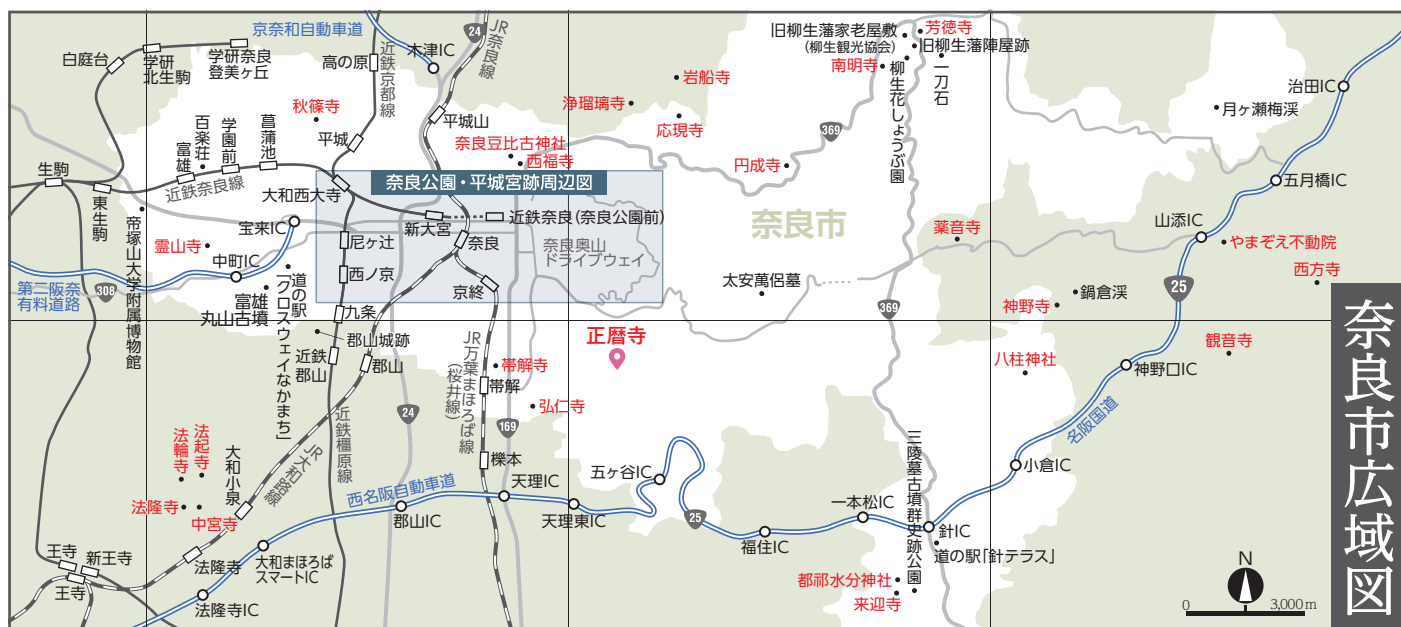 京奈和自動車道
24
JR奈良線
木津IC
近鉄京都線
高の原
学研奈良
登美ヶ丘
学研
北生駒
白庭台
秋篠寺
平城
平城山
奈良豆比古神社
西福寺
浄瑠璃寺
岩船寺
応現寺
円成寺
369
旧柳生藩家老屋敷
(柳生観光協会)
芳徳寺
旧柳生藩陣屋跡
南明寺
一刀石
柳生花しょうぶ園
月ヶ瀬梅渓
治田IC
五月橋IC
山添IC
やまぞえ不動院
西方寺
25
生駒
東生駒
富雄
百楽荘
学園前
菖蒲池
近鉄奈良線
大和西大寺
奈良公園・平城宮跡周辺図
新大宮
近鉄奈良(奈良公園前)
奈良
尼ヶ辻
西ノ京
京終
奈良奥山
ドライブウェイ
奈良市
太安萬侶墓
薬音寺
神野寺
鍋倉渓
369
帝塚山大学附属博物館
霊山寺
宝来IC
中町IC
第二阪奈
有料道路
308
富雄
丸山古墳
道の駅
「クロスウェイなかまち」
九条
郡山城跡
近鉄
郡山
郡山
JR万葉まほろば線
(桜井線)
帯解寺
帯解
正暦寺
弘仁寺
八柱神社
観音寺
神野口IC
名阪国道
24
169
近鉄橿原線
JR大和路線
大和小泉
法輪寺
法起寺
法隆寺
中宮寺
櫟本
西名阪自動車道
天理IC
天理東IC
五ヶ谷IC
25
郡山IC
大和まほろば
スマートIC
法隆寺
法隆寺IC
王寺
新王寺
王寺
福住IC
一本松IC
小倉IC
針IC
道の駅「針テラス」
三陵墓古墳群史跡公園
都祁水分神社
来迎寺
N
0
3,000m
奈良市広域図